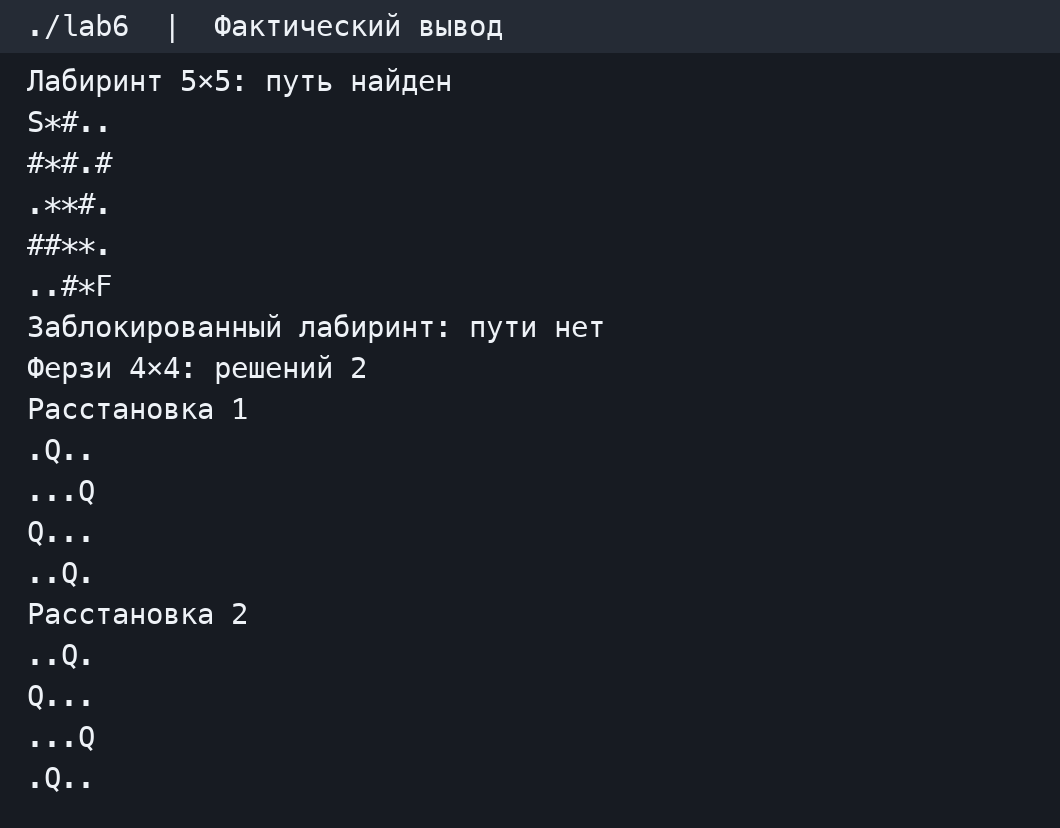 ./lab6  |  Фактический вывод
Лабиринт 5×5: путь найден
S*#..
#*#.#
.**#.
##**.
..#*F
Заблокированный лабиринт: пути нет
Ферзи 4×4: решений 2
Расстановка 1
.Q..
...Q
Q...
..Q.
Расстановка 2
..Q.
Q...
...Q
.Q..